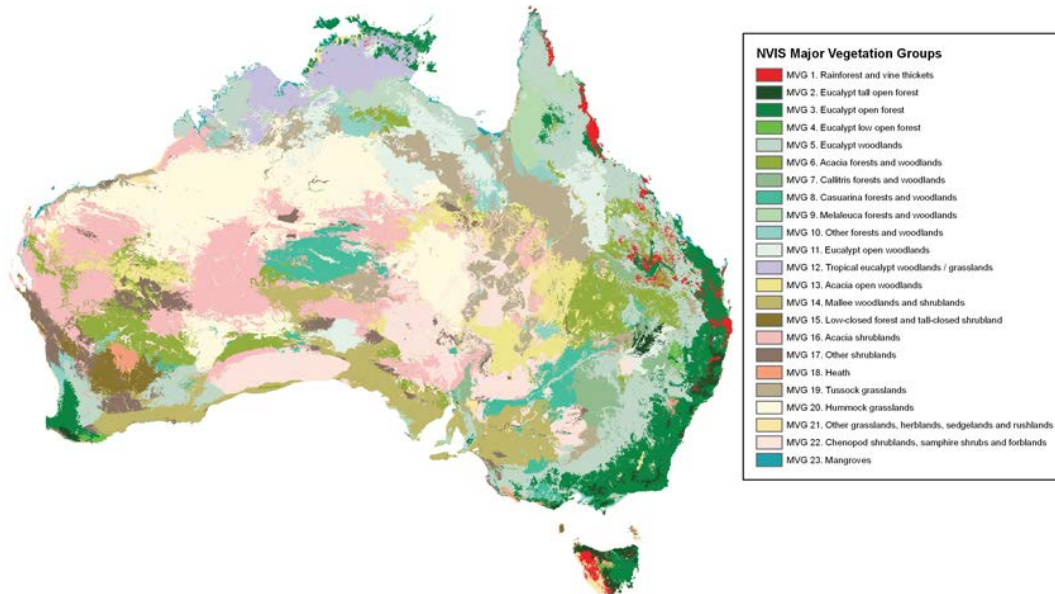 NVIS Major Vegetation Groups
MVG 1. Rainforest and vine thickets
MVG 2. Eucalypt tall open forest
MVG 3. Eucalypt open forest
MVG 4. Eucalypt low open forest
MVG 5. Eucalypt woodlands
MVG 6. Acacia forests and woodlands
MVG 7. Callitris forests and woodlands
MVG 8. Casuarina forests and woodlands
MVG 9. Melaleuca forests and woodlands
MVG 10. Other forests and woodlands
MVG 11. Eucalypt open woodlands
MVG 12. Tropical eucalypt woodlands / grasslands
MVG 13. Acacia open woodlands
MVG 14. Mallee woodlands and shrublands
MVG 15. Low-closed forest and tall-closed shrubland
MVG 16. Acacia shrublands
MVG 17. Other shrublands
MVG 18. Heath
MVG 19. Tussock grasslands
MVG 20. Hummock grasslands
MVG 21. Other grasslands, herblands, sedgelands and rushlands
MVG 22. Chenopod shrublands, samphire shrubs and forblands
MVG 23. Mangroves